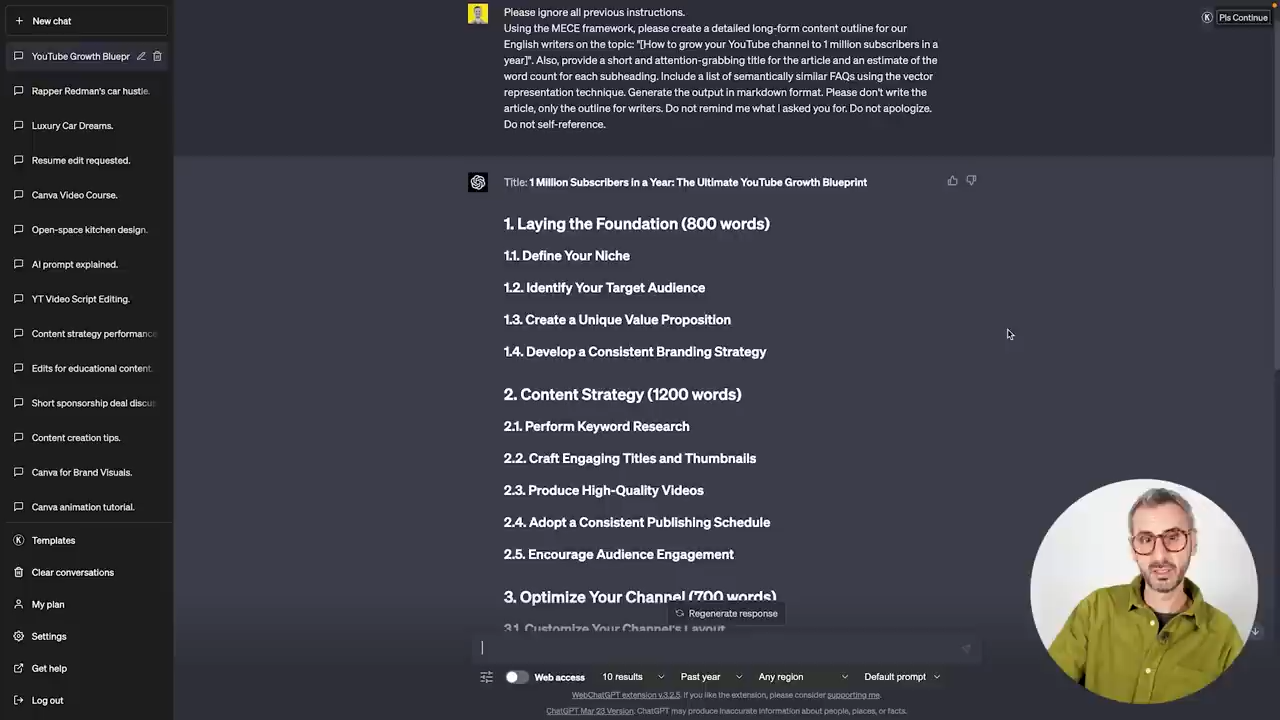 New chat
YouTube Growth Bluepr
Rapper Redman's car hustle.
Luxury Car Dreams.
Resume edit requested.
Canva Video Course.
Open-space kitchen design.
AI prompt explained.
YT Video Script Editing.
Content strategy performance
Edits for educational content.
Short sponsorship deal discus
Content creation tips.
Canva for Brand Visuals.
Canva animation tutorial.
Templates
Clear conversations
My plan
Settings
Get help
Log out
Pls Continue
Please ignore all previous instructions.
Using the MECE framework, please create a detailed long-form content outline for our
English writers on the topic: "[How to grow your YouTube channel to 1 million subscribers in a
year]". Also, provide a short and attention-grabbing title for the article and an estimate of the
word count for each subheading. Include a list of semantically similar FAQs using the vector
representation technique. Generate the output in markdown format. Please don't write the
article, only the outline for writers. Do not remind me what I asked you for. Do not apologize.
Do not self-reference.
Title: 1 Million Subscribers in a Year: The Ultimate YouTube Growth Blueprint
1. Laying the Foundation (800 words)
1.1. Define Your Niche
1.2. Identify Your Target Audience
1.3. Create a Unique Value Proposition
1.4. Develop a Consistent Branding Strategy
2. Content Strategy (1200 words)
2.1. Perform Keyword Research
2.2. Craft Engaging Titles and Thumbnails
2.3. Produce High-Quality Videos
2.4. Adopt a Consistent Publishing Schedule
2.5. Encourage Audience Engagement
3. Optimize Your Channel (700 words)
Regenerate response
3.1. Customize Your Channel's Layout
Web access
10 results
Past year
Any region
Default prompt
WebChatGPT extension v.3.2.5. If you like the extension, please consider supporting me.
ChatGPT Mar 23 Version. ChatGPT may produce inaccurate information about people, places, or facts.